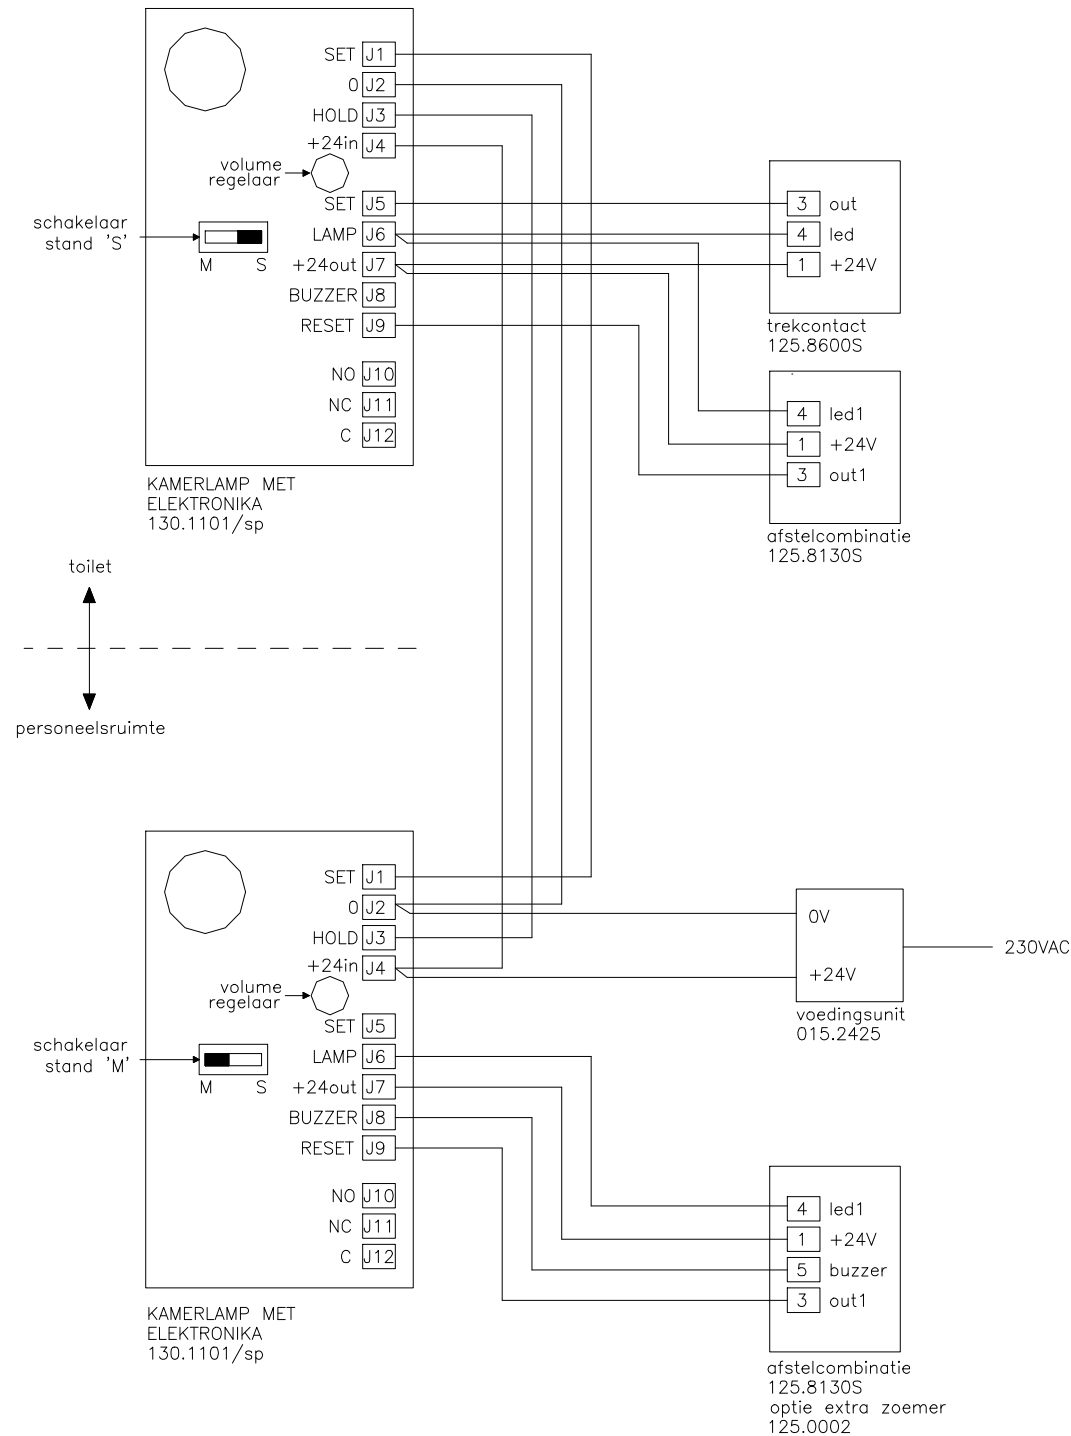 SET J1
0 J2
HOLD J3
+24in J4
volume
regelaar
SET J5
LAMP J6
+24out J7
BUZZER J8
RESET J9
NO J10
NC J11
C J12
schakelaar
stand 'S'
M S
KAMERLAMP MET
ELEKTRONIKA
130.1101/sp
3 out
4 led
1 +24V
trekcontact
125.8600S
4 led1
1 +24V
3 out1
afstelcombinatie
125.8130S
toilet
personeelsruimte
SET J1
0 J2
HOLD J3
+24in J4
volume
regelaar
SET J5
LAMP J6
+24out J7
BUZZER J8
RESET J9
NO J10
NC J11
C J12
schakelaar
stand 'M'
M S
KAMERLAMP MET
ELEKTRONIKA
130.1101/sp
0V
+24V
230VAC
voedingsunit
015.2425
4 led1
1 +24V
5 buzzer
3 out1
afstelcombinatie
125.8130S
optie extra zoemer
125.0002